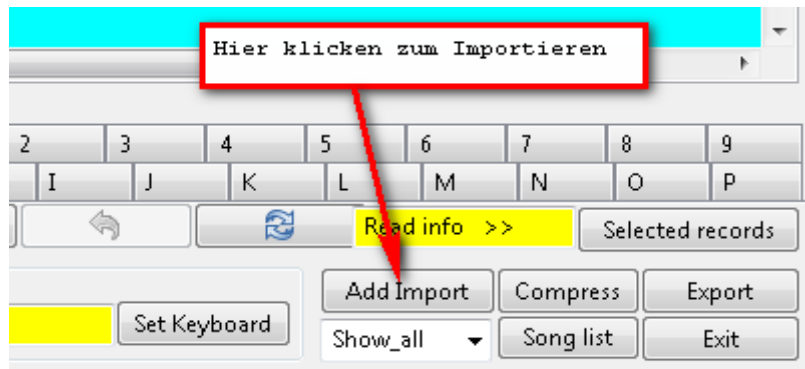 Hier klicken zum Importieren
2 3 4 5 6 7 8 9
I J K L M N O P
Read info >> Selected records
Add Import Compress Export
Set Keyboard
Show_all Song list Exit